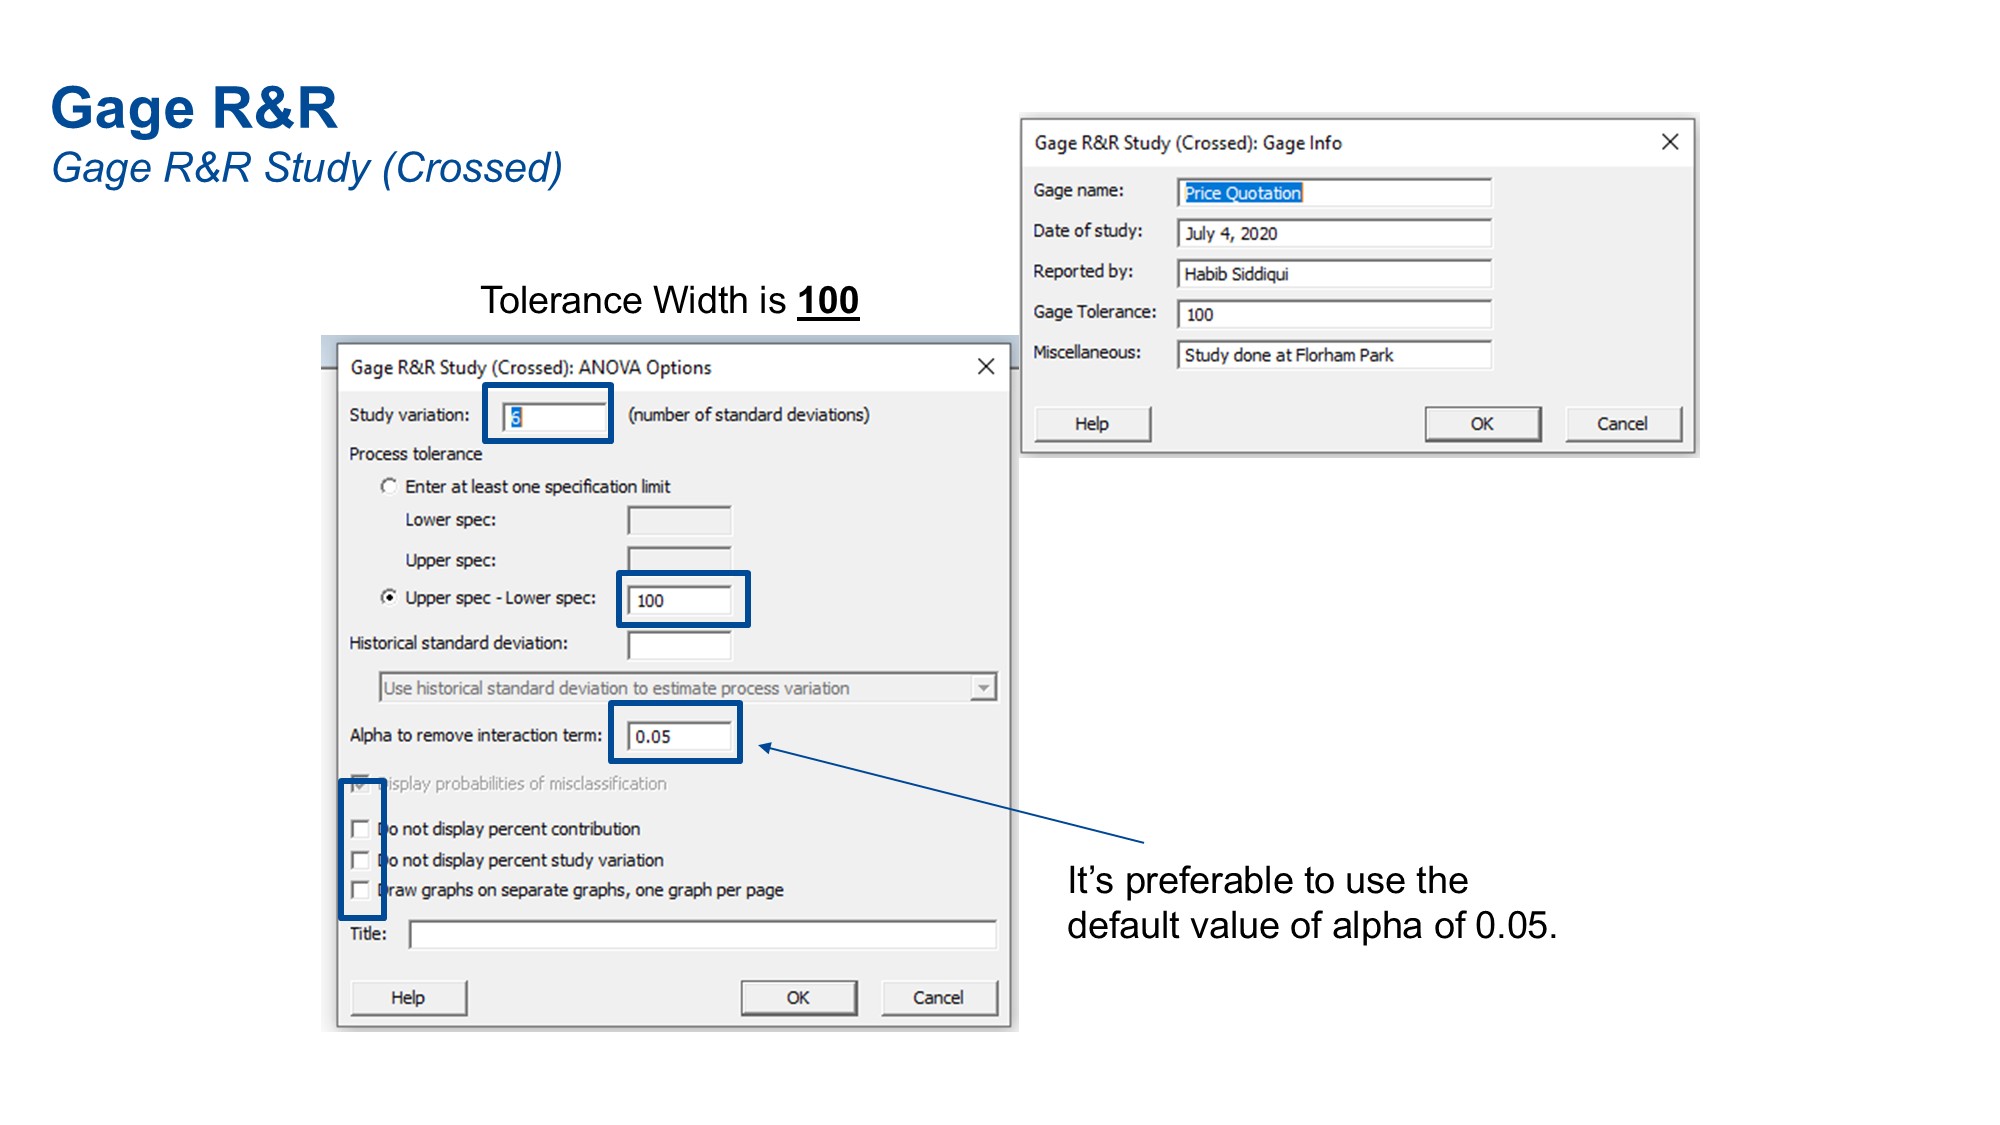 Gage R&R
Gage R&R Study (Crossed)
Tolerance Width is 100
Gage R&R Study (Crossed): Gage Info
Gage name: Price Quotation
Date of study: July 4, 2020
Reported by: Habib Siddiqui
Gage Tolerance: 100
Miscellaneous: Study done at Florham Park
Help OK Cancel
Gage R&R Study (Crossed): ANOVA Options
Study variation: 6 (number of standard deviations)
Process tolerance
Enter at least one specification limit
Lower spec:
Upper spec:
Upper spec - Lower spec: 100
Historical standard deviation:
Use historical standard deviation to estimate process variation
Alpha to remove interaction term: 0.05
Display probabilities of misclassification
Do not display percent contribution
Do not display percent study variation
Draw graphs on separate graphs, one graph per page
Title:
Help OK Cancel
It’s preferable to use the
default value of alpha of 0.05.